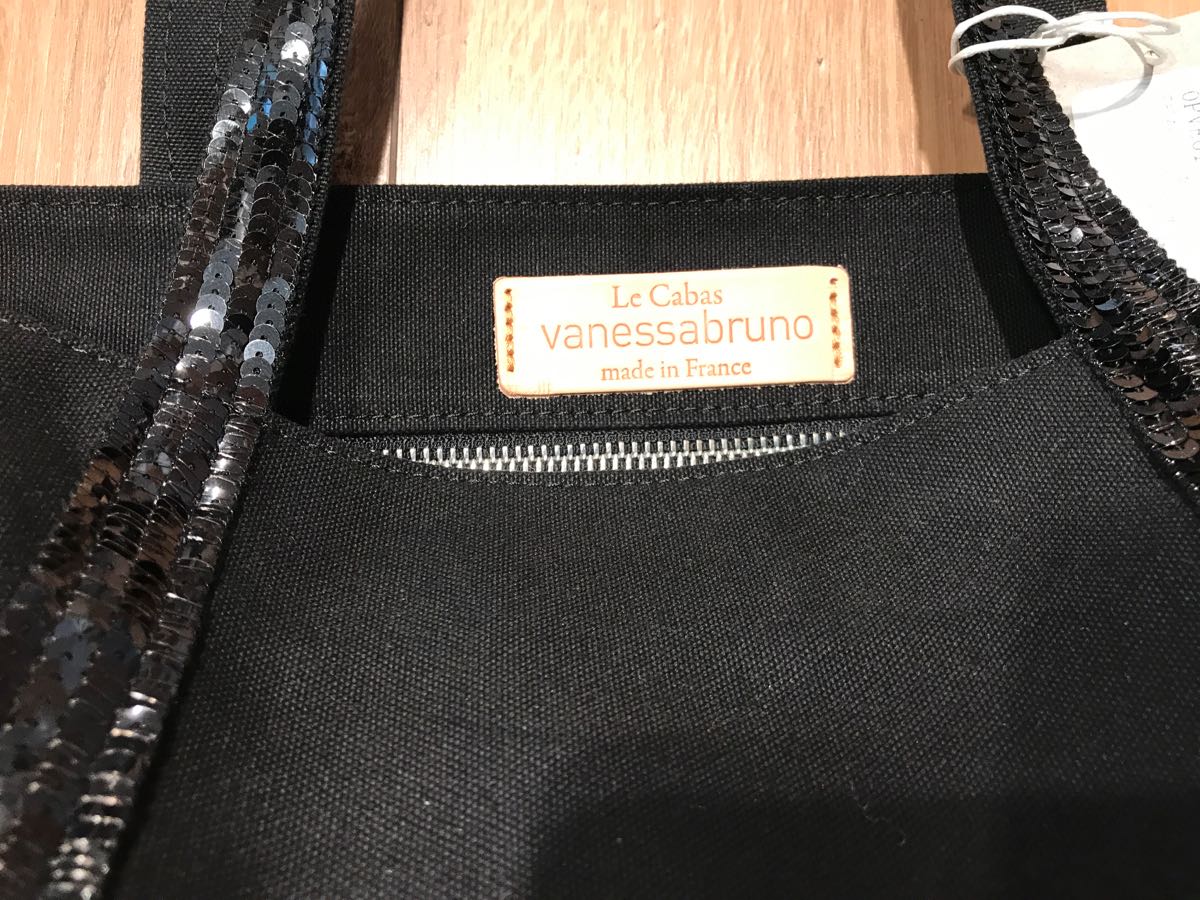 Le Cabas
vanessabruno
made in France